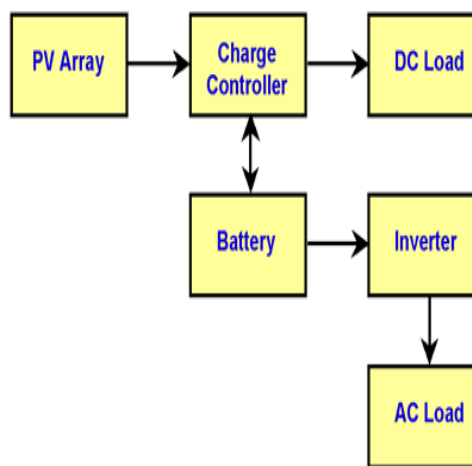 PV Array
Charge
Controller
DC Load
Battery
Inverter
AC Load